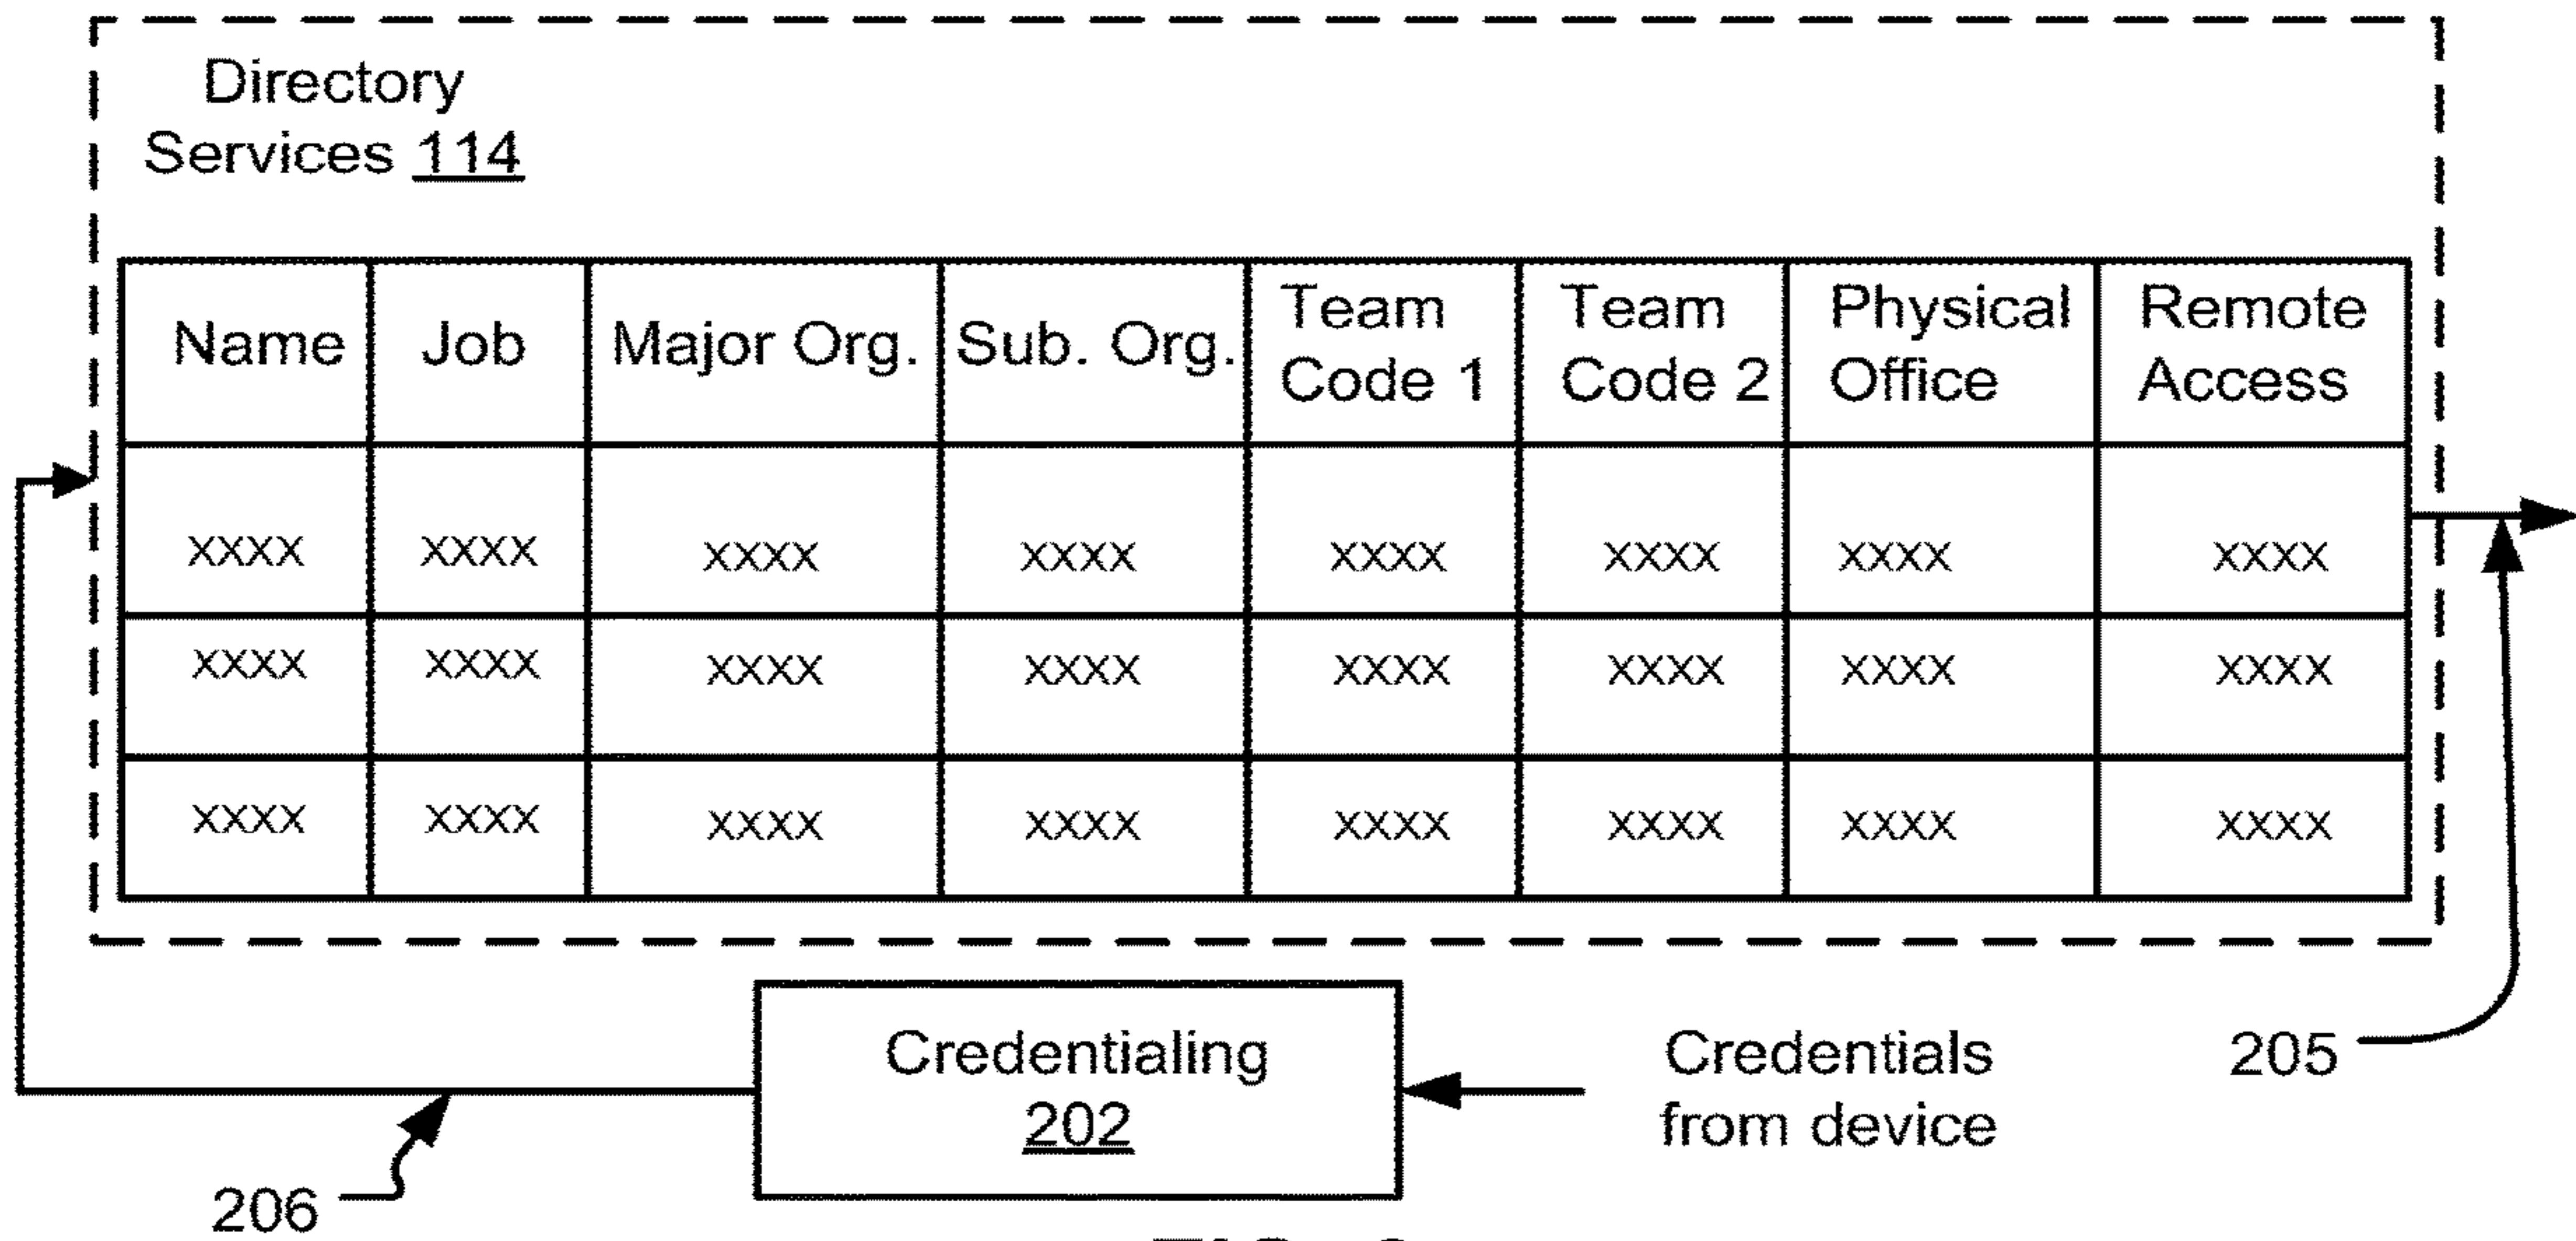 Directory
Services 114
Name Job Major Org. Sub. Org. Team Code 1 Team Code 2 Physical Office Remote Access
xxxx xxxx xxxx xxxx xxxx xxxx xxxx xxxx
xxxx xxxx xxxx xxxx xxxx xxxx xxxx xxxx
xxxx xxxx xxxx xxxx xxxx xxxx xxxx xxxx
Credentialing
202
Credentials
from device
205
206